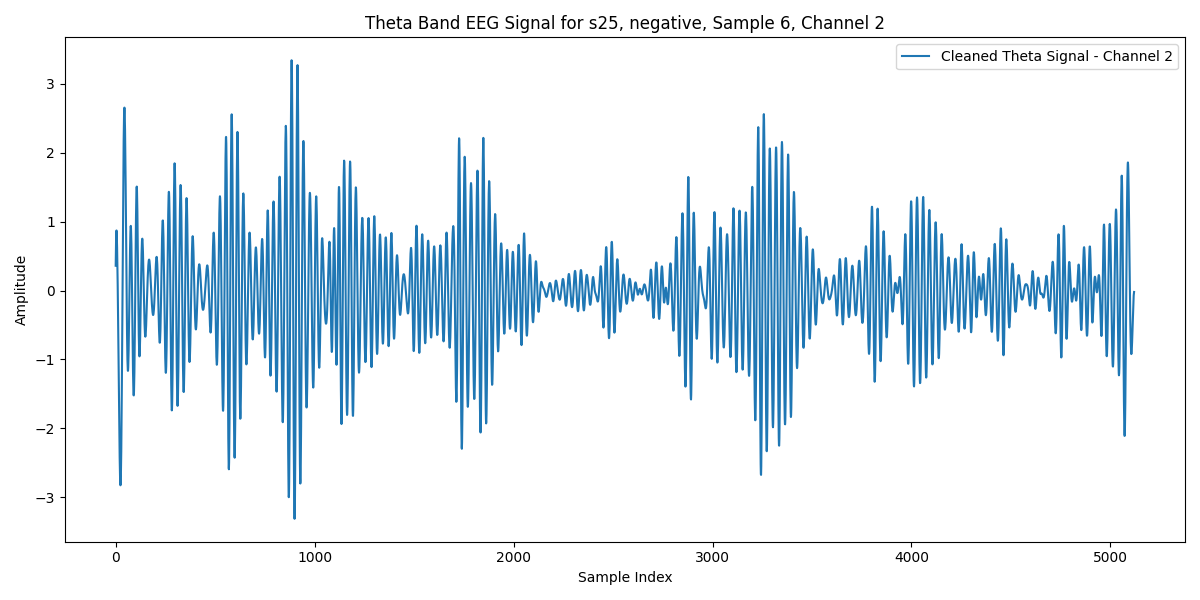 Theta Band EEG Signal for s25, negative, Sample 6, Channel 2
Cleaned Theta Signal - Channel 2
Amplitude
3
2
1
0
−1
−2
−3
0 1000 2000 3000 4000 5000
Sample Index